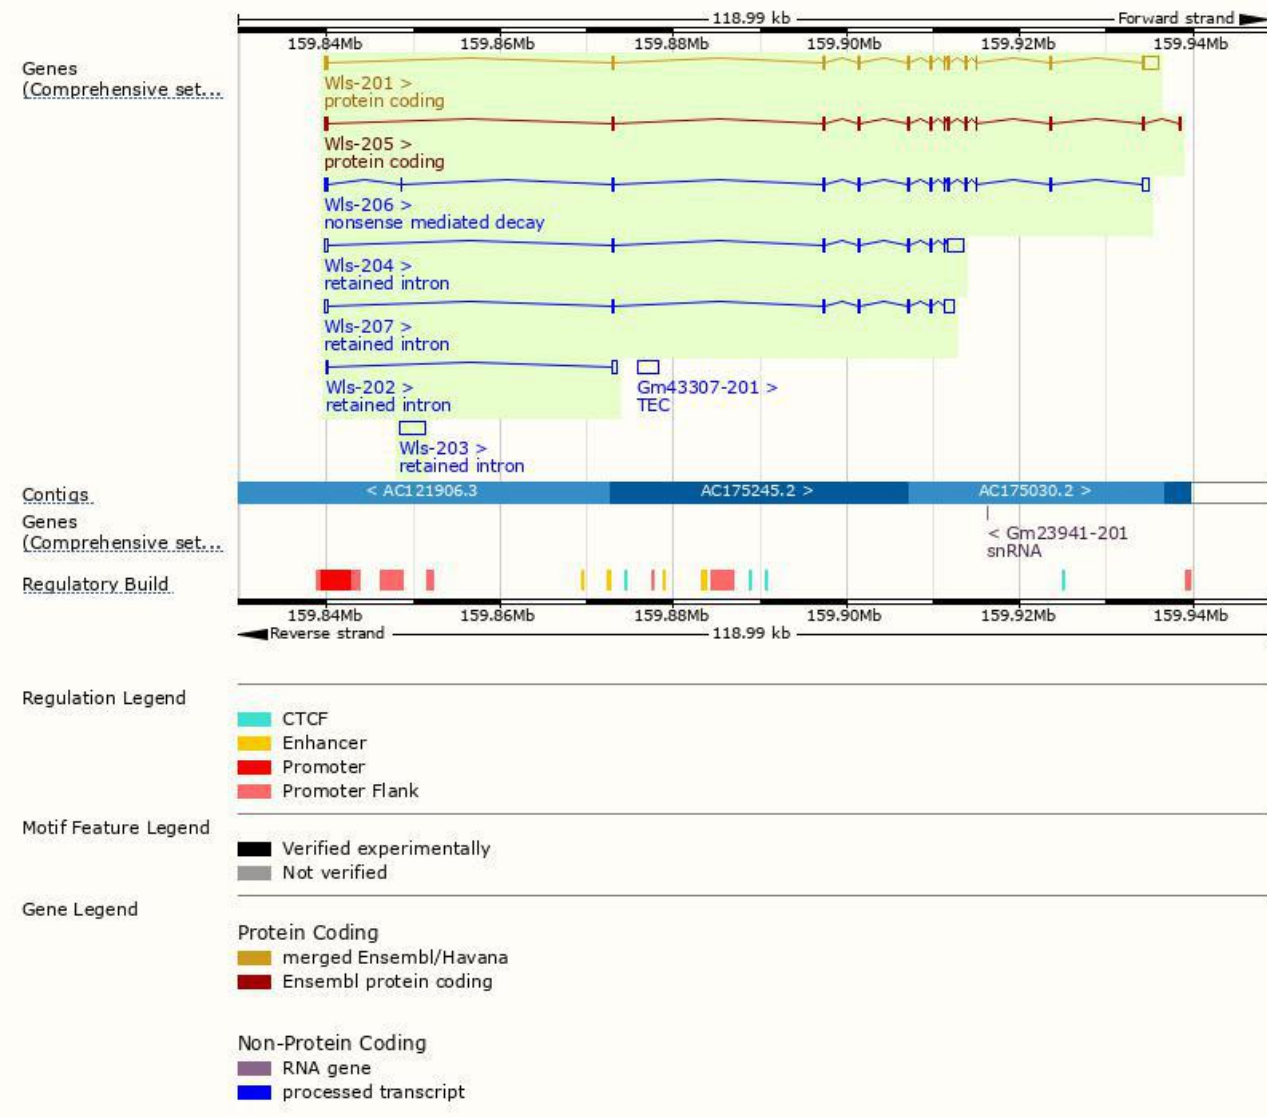 118.99 kb Forward strand
159.84Mb 159.86Mb 159.88Mb 159.90Mb 159.92Mb 159.94Mb
Genes
(Comprehensive set...
Wls-201 >
protein coding
Wls-205 >
protein coding
Wls-206 >
nonsense mediated decay
Wls-204 >
retained intron
Wls-207 >
retained intron
Wls-202 > Gm43307-201 >
retained intron TEC
Wls-203 >
retained intron
Contigs < AC121906.3 AC175245.2 > AC175030.2 >
Genes
(Comprehensive set...
< Gm23941-201
snRNA
Regulatory Build
159.84Mb 159.86Mb 159.88Mb 159.90Mb 159.92Mb 159.94Mb
Reverse strand 118.99 kb
Regulation Legend
CTCF
Enhancer
Promoter
Promoter Flank
Motif Feature Legend
Verified experimentally
Not verified
Gene Legend
Protein Coding
merged Ensembl/Havana
Ensembl protein coding
Non-Protein Coding
RNA gene
processed transcript